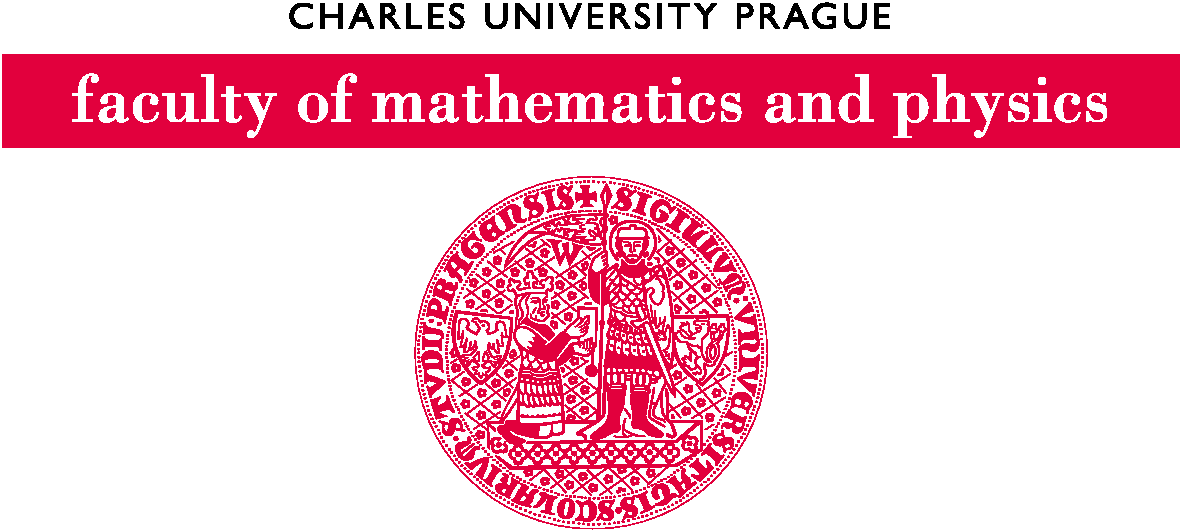 CHARLES UNIVERSITY PRAGUE
faculty of mathematics and physics
SIGILLVM · VNIVERSITATIS · SCOLARIVM · STVDII · PRAGENSIS
W